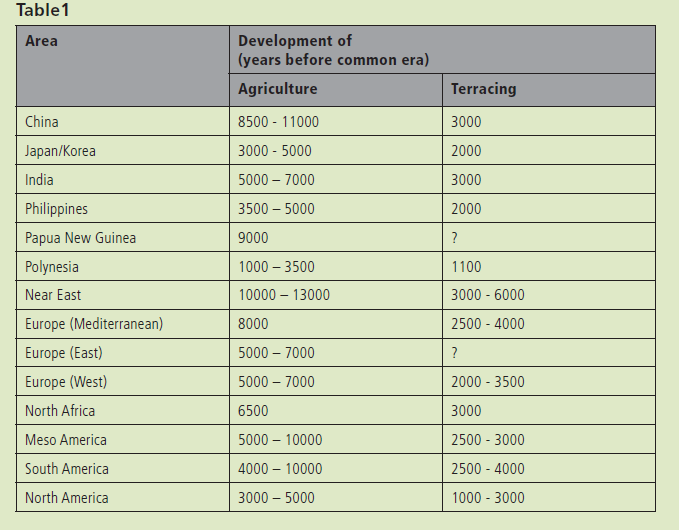 Table1
Area Development of
(years before common era)
Agriculture Terracing
China 8500 - 11000 3000
Japan/Korea 3000 - 5000 2000
India 5000 – 7000 3000
Philippines 3500 – 5000 2000
Papua New Guinea 9000 ?
Polynesia 1000 – 3500 1100
Near East 10000 – 13000 3000 - 6000
Europe (Mediterranean) 8000 2500 - 4000
Europe (East) 5000 – 7000 ?
Europe (West) 5000 – 7000 2000 - 3500
North Africa 6500 3000
Meso America 5000 – 10000 2500 - 3000
South America 4000 – 10000 2500 - 4000
North America 3000 – 5000 1000 - 3000